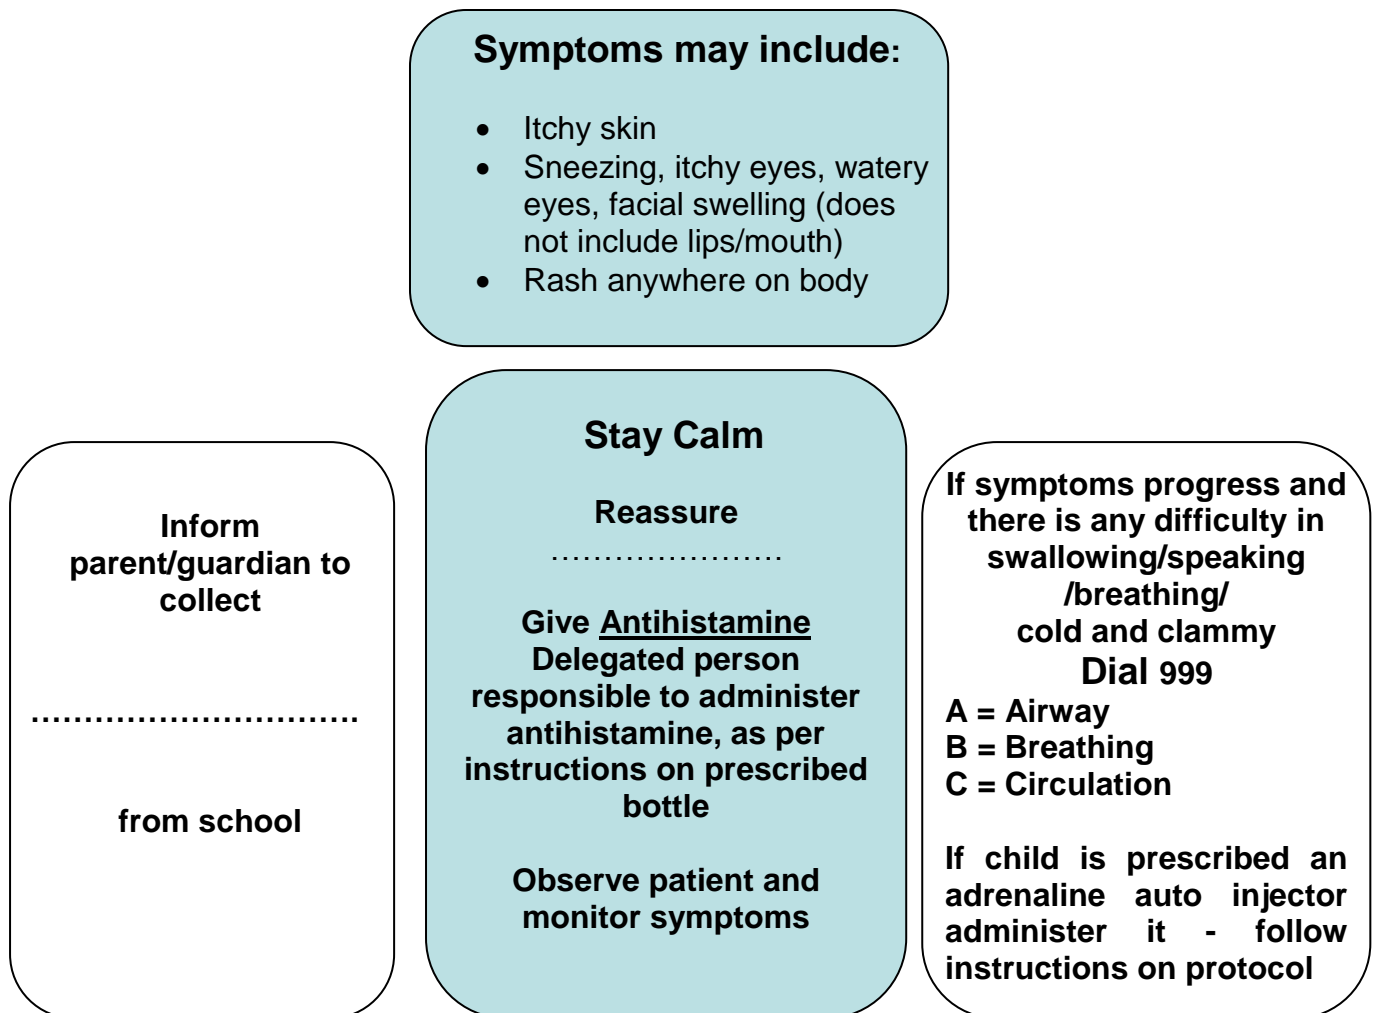 Symptoms may include:
• Itchy skin
• Sneezing, itchy eyes, watery
eyes, facial swelling (does
not include lips/mouth)
• Rash anywhere on body
Inform
parent/guardian to
collect
…………………………..
from school
Stay Calm
Reassure
…………………….
Give Antihistamine
Delegated person
responsible to administer
antihistamine, as per
instructions on prescribed
bottle
Observe patient and
monitor symptoms
If symptoms progress and
there is any difficulty in
swallowing/speaking
/breathing/
cold and clammy
Dial 999
A = Airway
B = Breathing
C = Circulation
If child is prescribed an
adrenaline auto injector
administer it - follow
instructions on protocol